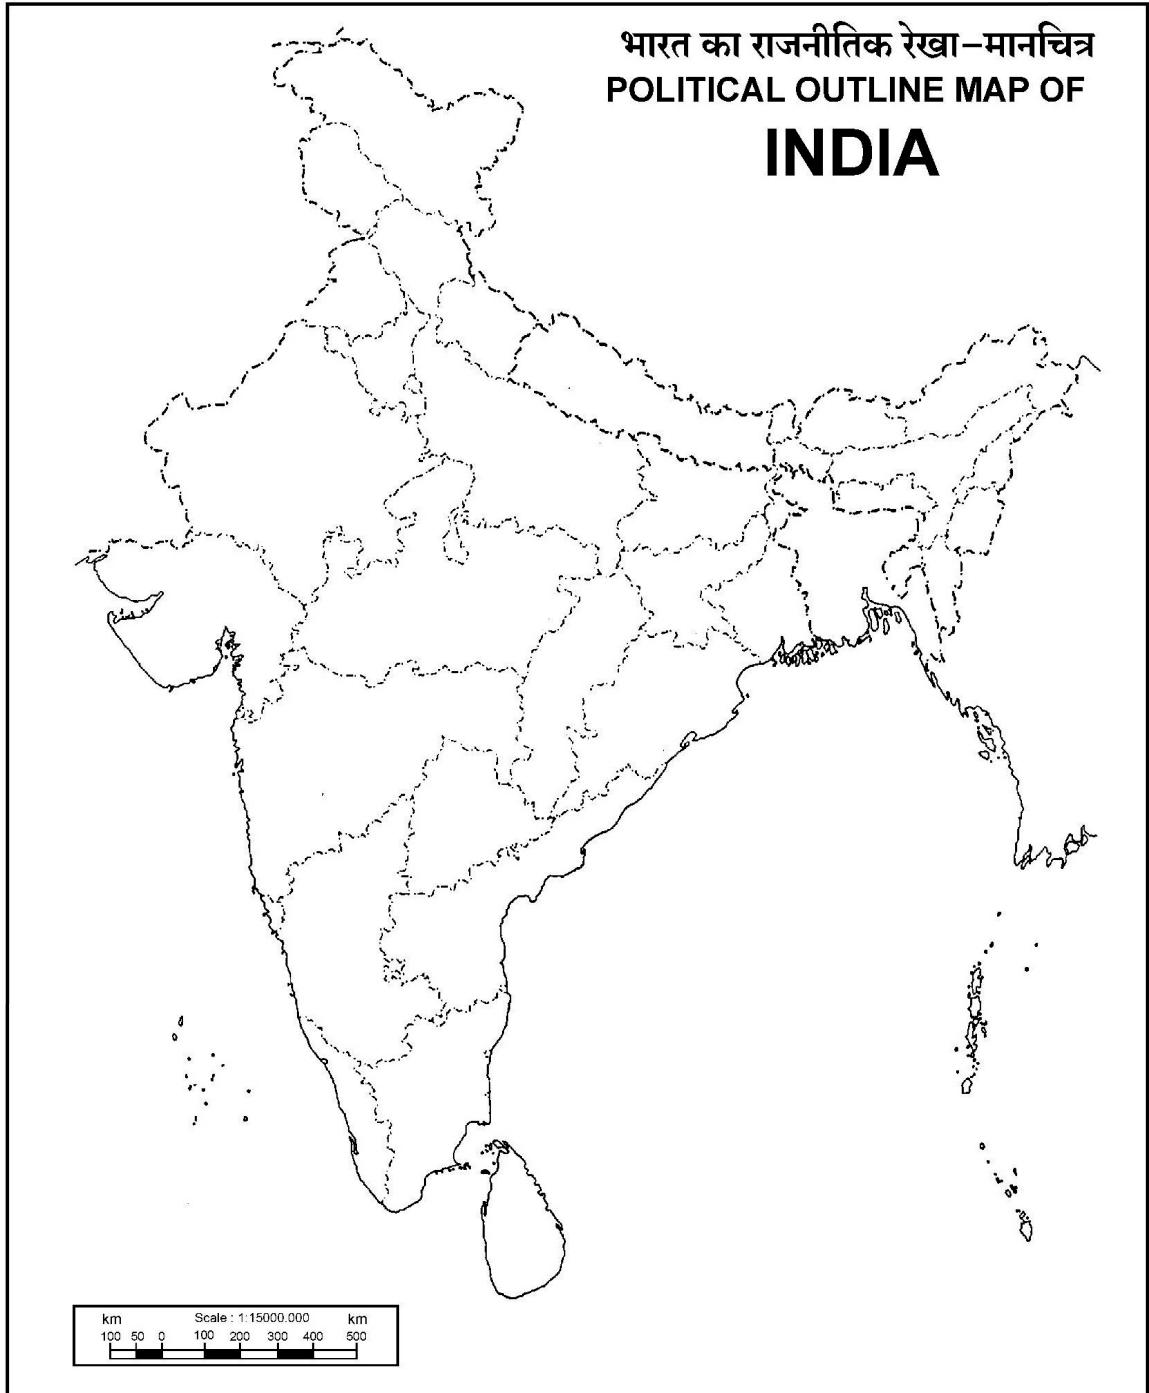 भारत का राजनीतिक रेखा–मानचित्र
POLITICAL OUTLINE MAP OF
INDIA
km Scale : 1:15000.000 km
100 50 0 100 200 300 400 500